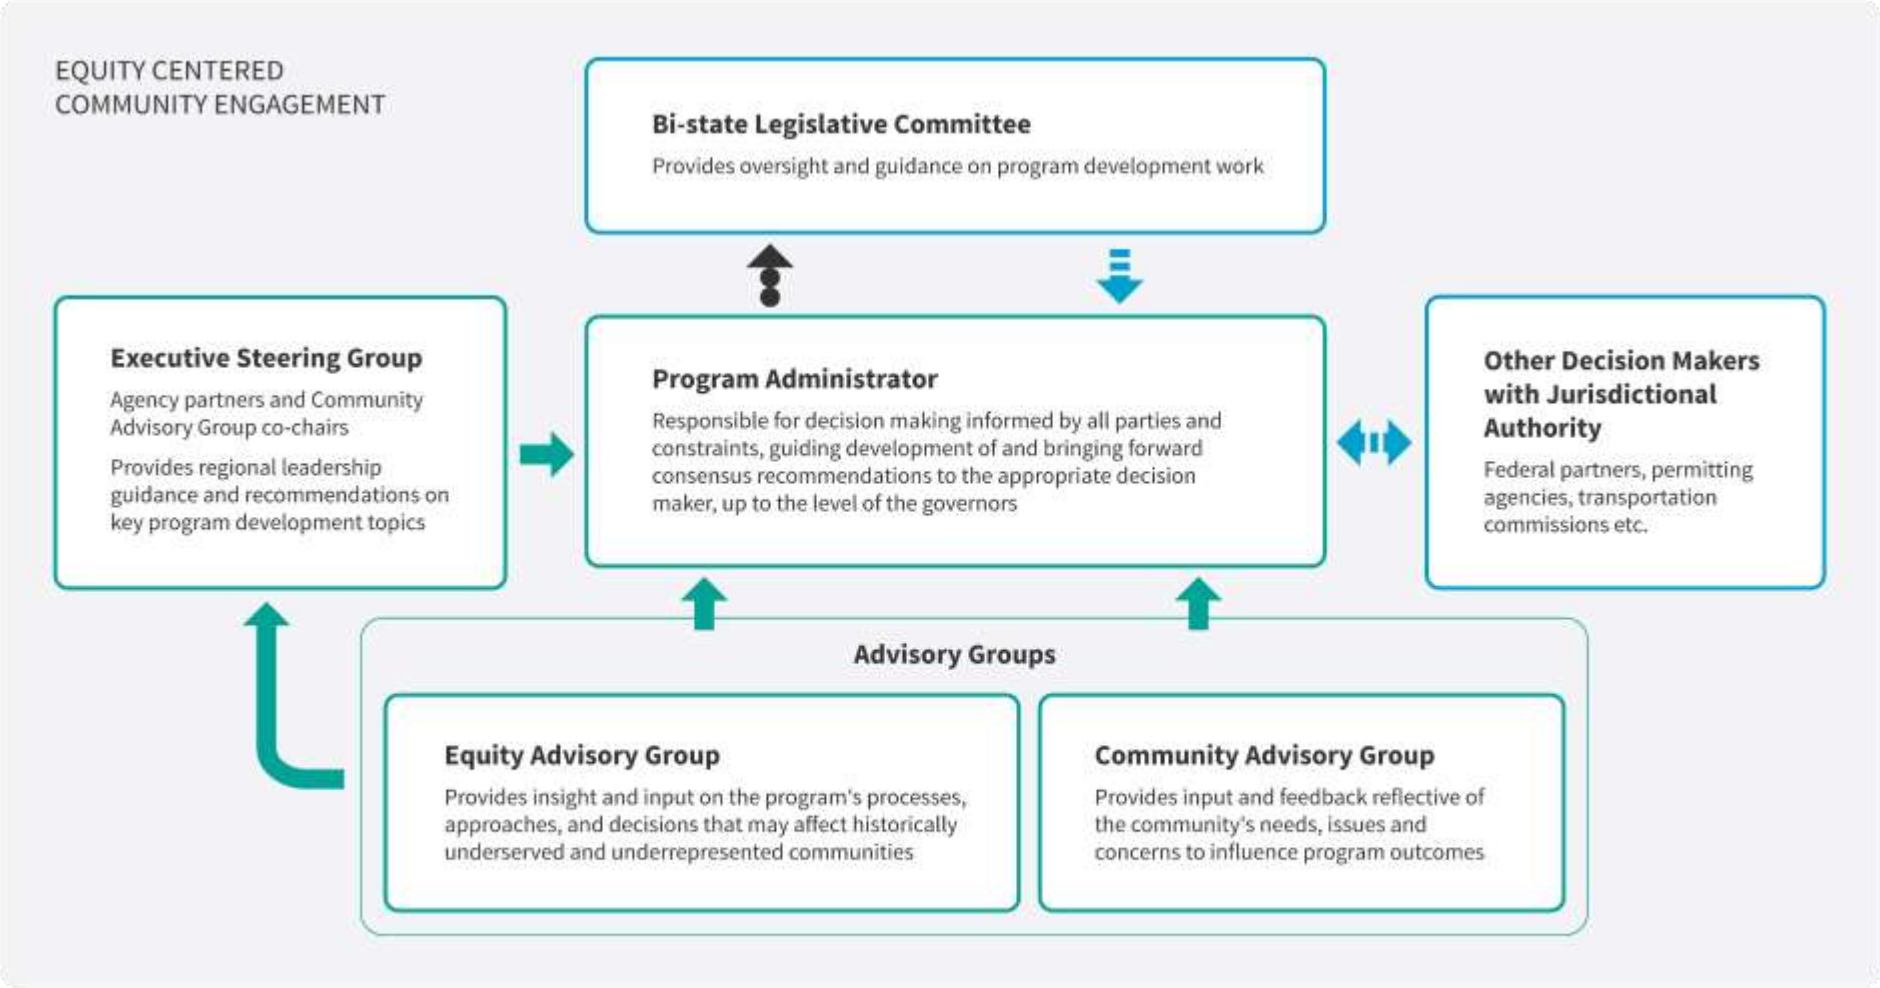 EQUITY CENTERED
COMMUNITY ENGAGEMENT
Bi-state Legislative Committee
Provides oversight and guidance on program development work
Executive Steering Group
Agency partners and Community
Advisory Group co-chairs
Provides regional leadership
guidance and recommendations on
key program development topics
Program Administrator
Responsible for decision making informed by all parties and
constraints, guiding development of and bringing forward
consensus recommendations to the appropriate decision
maker, up to the level of the governors
Other Decision Makers
with Jurisdictional
Authority
Federal partners, permitting
agencies, transportation
commissions etc.
Advisory Groups
Equity Advisory Group
Provides insight and input on the program's processes,
approaches, and decisions that may affect historically
underserved and underrepresented communities
Community Advisory Group
Provides input and feedback reflective of
the community's needs, issues and
concerns to influence program outcomes